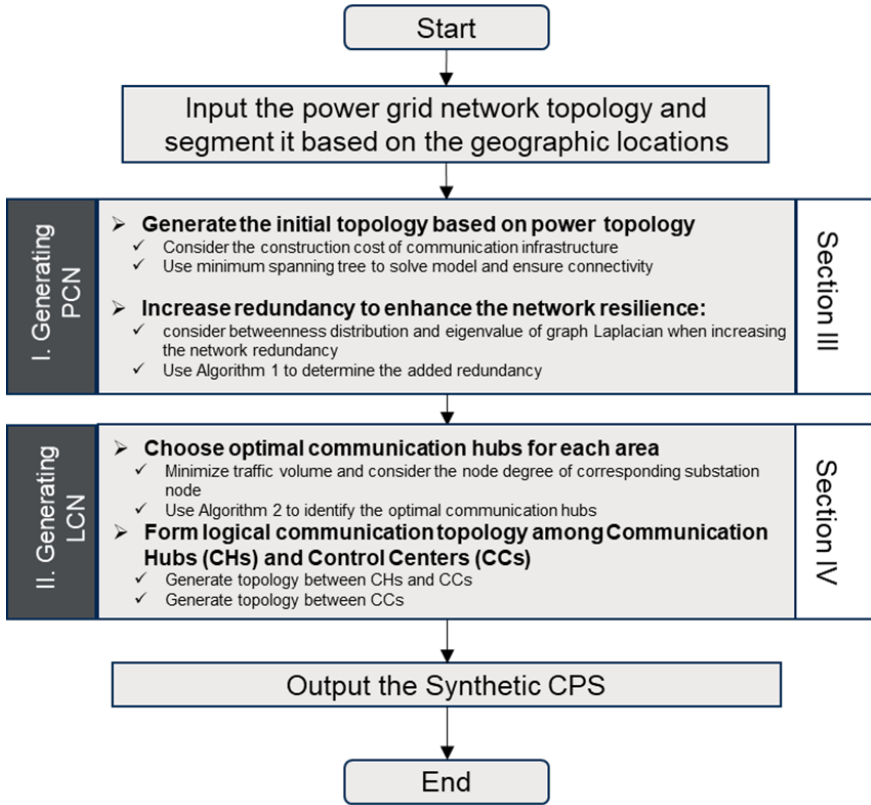 Start
Input the power grid network topology and
segment it based on the geographic locations
I. Generating
PCN
➢ Generate the initial topology based on power topology
✓ Consider the construction cost of communication infrastructure
✓ Use minimum spanning tree to solve model and ensure connectivity
➢ Increase redundancy to enhance the network resilience:
✓ consider betweenness distribution and eigenvalue of graph Laplacian when increasing
the network redundancy
✓ Use Algorithm 1 to determine the added redundancy
Section III
II. Generating
LCN
➢ Choose optimal communication hubs for each area
✓ Minimize traffic volume and consider the node degree of corresponding substation
node
✓ Use Algorithm 2 to identify the optimal communication hubs
➢ Form logical communication topology among Communication
Hubs (CHs) and Control Centers (CCs)
✓ Generate topology between CHs and CCs
✓ Generate topology between CCs
Section IV
Output the Synthetic CPS
End